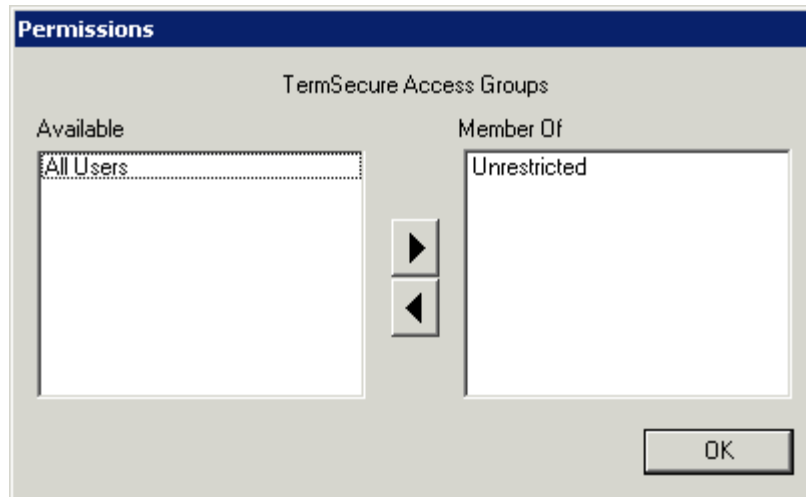 Permissions
TermSecure Access Groups
Available
Member Of
All Users
Unrestricted
OK